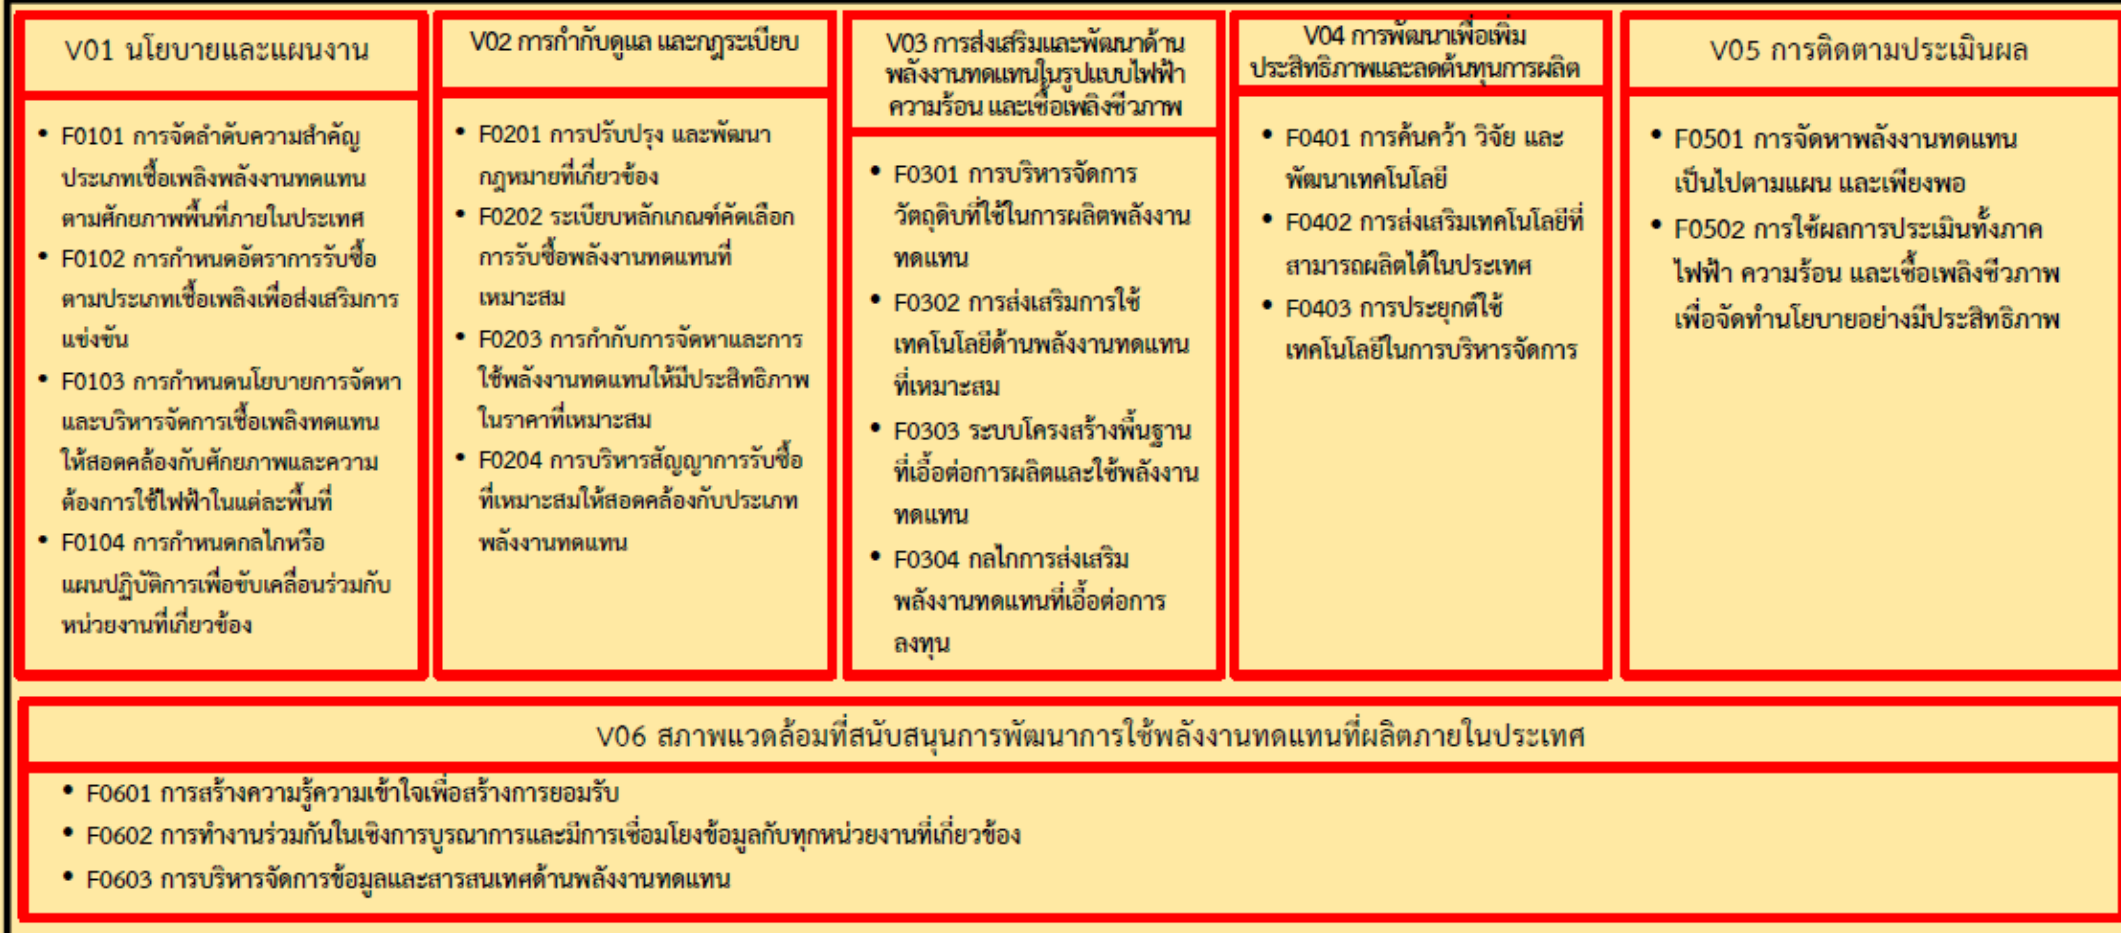 V01 นโยบายและแผนงาน
• F0101 การจัดลำดับความสำคัญ
ประเภทเชื้อเพลิงพลังงานทดแทน
ตามศักยภาพพื้นที่ภายในประเทศ
• F0102 การกำหนดอัตราการรับซื้อ
ตามประเภทเชื้อเพลิงเพื่อส่งเสริมการ
แข่งขัน
• F0103 การกำหนดนโยบายการจัดหา
และบริหารจัดการเชื้อเพลิงทดแทน
ให้สอดคล้องกับศักยภาพและความ
ต้องการใช้ไฟฟ้าในแต่ละพื้นที่
• F0104 การกำหนดกลไกหรือ
แผนปฏิบัติการเพื่อขับเคลื่อนร่วมกับ
หน่วยงานที่เกี่ยวข้อง
V02 การกำกับดูแล และกฎระเบียบ
• F0201 การปรับปรุง และพัฒนา
กฎหมายที่เกี่ยวข้อง
• F0202 ระเบียบหลักเกณฑ์คัดเลือก
การรับซื้อพลังงานทดแทนที่
เหมาะสม
• F0203 การกำกับการจัดหาและการ
ใช้พลังงานทดแทนให้มีประสิทธิภาพ
ในราคาที่เหมาะสม
• F0204 การบริหารสัญญาการรับซื้อ
ที่เหมาะสมให้สอดคล้องกับประเภท
พลังงานทดแทน
V03 การส่งเสริมและพัฒนาด้าน
พลังงานทดแทนในรูปแบบไฟฟ้า
ความร้อน และเชื้อเพลิงชีวภาพ
• F0301 การบริหารจัดการ
วัตถุดิบที่ใช้ในการผลิตพลังงาน
ทดแทน
• F0302 การส่งเสริมการใช้
เทคโนโลยีด้านพลังงานทดแทน
ที่เหมาะสม
• F0303 ระบบโครงสร้างพื้นฐาน
ที่เอื้อต่อการผลิตและใช้พลังงาน
ทดแทน
• F0304 กลไกการส่งเสริม
พลังงานทดแทนที่เอื้อต่อการ
ลงทุน
V04 การพัฒนาเพื่อเพิ่ม
ประสิทธิภาพและลดต้นทุนการผลิต
• F0401 การค้นคว้า วิจัย และ
พัฒนาเทคโนโลยี
• F0402 การส่งเสริมเทคโนโลยีที่
สามารถผลิตได้ในประเทศ
• F0403 การประยุกต์ใช้
เทคโนโลยีในการบริหารจัดการ
V05 การติดตามประเมินผล
• F0501 การจัดหาพลังงานทดแทน
เป็นไปตามแผน และเพียงพอ
• F0502 การใช้ผลการประเมินทั้งภาค
ไฟฟ้า ความร้อน และเชื้อเพลิงชีวภาพ
เพื่อจัดทำนโยบายอย่างมีประสิทธิภาพ
V06 สภาพแวดล้อมที่สนับสนุนการพัฒนาการใช้พลังงานทดแทนที่ผลิตภายในประเทศ
• F0601 การสร้างความรู้ความเข้าใจเพื่อสร้างการยอมรับ
• F0602 การทำงานร่วมกันในเชิงการบูรณาการและมีการเชื่อมโยงข้อมูลกับทุกหน่วยงานที่เกี่ยวข้อง
• F0603 การบริหารจัดการข้อมูลและสารสนเทศด้านพลังงานทดแทน